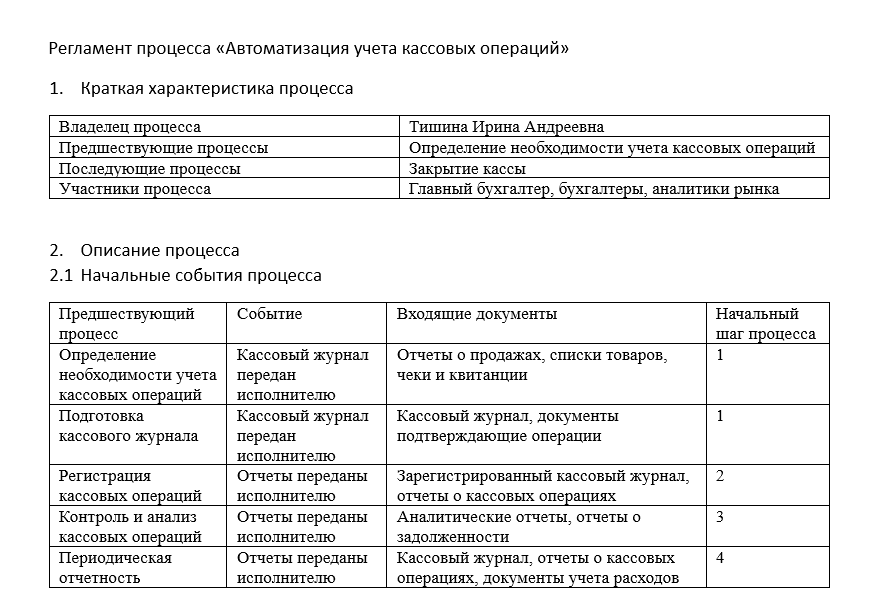 Регламент процесса «Автоматизация учета кассовых операций»
1. Краткая характеристика процесса
Владелец процесса Тишина Ирина Андреевна
Предшествующие процессы Определение необходимости учета кассовых операций
Последующие процессы Закрытие кассы
Участники процесса Главный бухгалтер, бухгалтеры, аналитики рынка
2. Описание процесса
2.1 Начальные события процесса
Предшествующий Событие Входящие документы Начальный
процесс шаг процесса
Определение Кассовый журнал Отчеты о продажах, списки товаров, 1
необходимости учета передан чеки и квитанции
кассовых операций исполнителю
Подготовка Кассовый журнал Кассовый журнал, документы 1
кассового журнала передан подтверждающие операции
исполнителю
Регистрация Отчеты переданы Зарегистрированный кассовый журнал, 2
кассовых операций исполнителю отчеты о кассовых операциях
Контроль и анализ Отчеты переданы Аналитические отчеты, отчеты о 3
кассовых операций исполнителю задолженности
Периодическая Отчеты переданы Кассовый журнал, отчеты о кассовых 4
отчетность исполнителю операциях, документы учета расходов